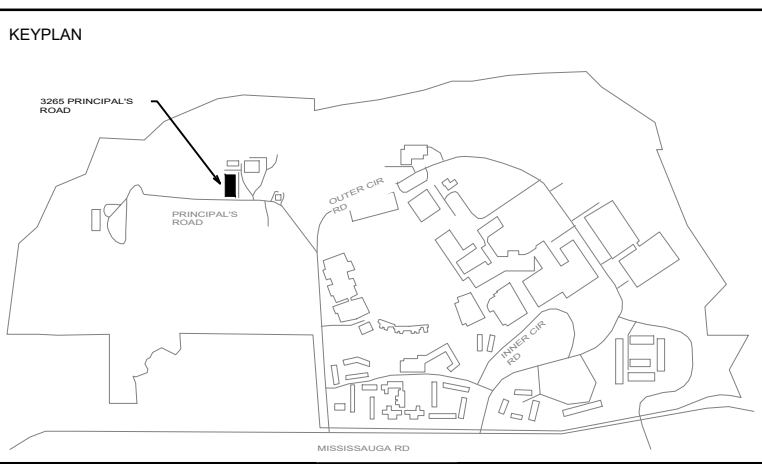 KEYPLAN
3265 PRINCIPAL'S
ROAD
OUTER CIR
RD
PRINCIPAL'S
ROAD
INNER CIR
RD
MISSISSAUGA RD